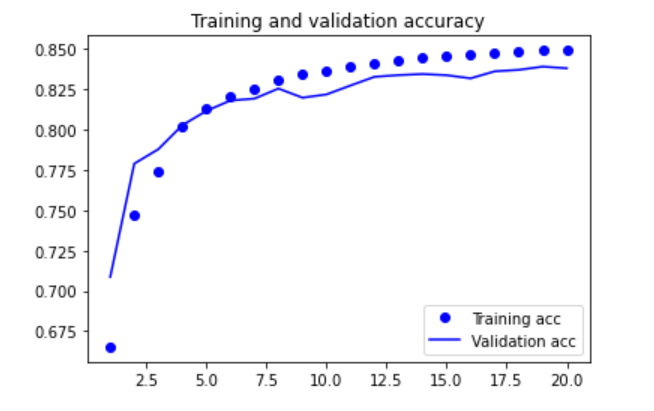 Training and validation accuracy
0.850
0.825
0.800
0.775
0.750
0.725
0.700
0.675
Training acc
Validation acc
2.5 5.0 7.5 10.0 12.5 15.0 17.5 20.0